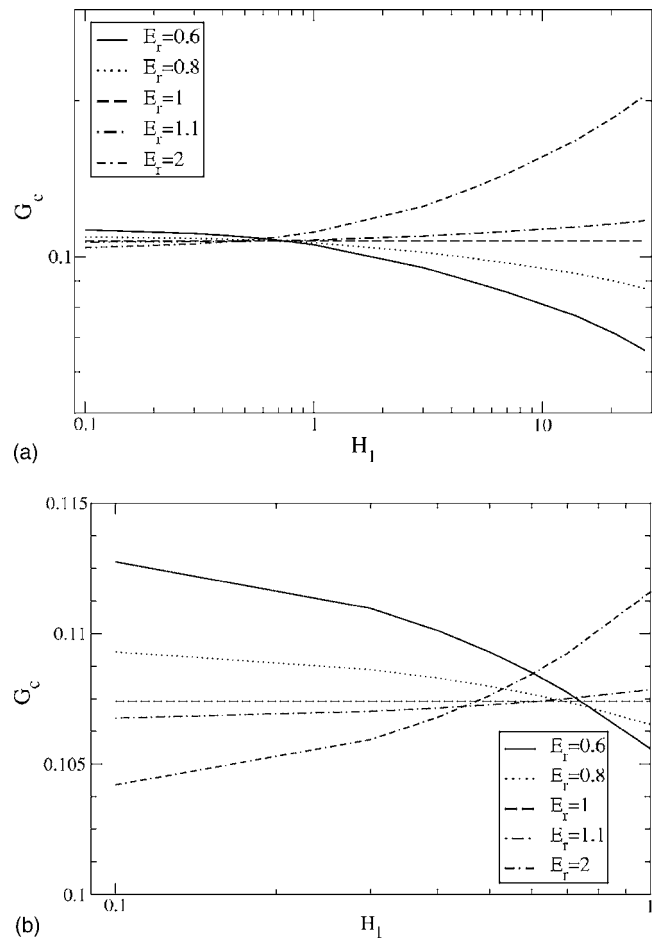 E_r=0.6
E_r=0.8
E_r=1
E_r=1.1
E_r=2
G_c
0.1
0.1
1
10
H_1
(a)
0.115
0.11
0.105
0.1
G_c
E_r=0.6
E_r=0.8
E_r=1
E_r=1.1
E_r=2
0.1
1
H_1
(b)